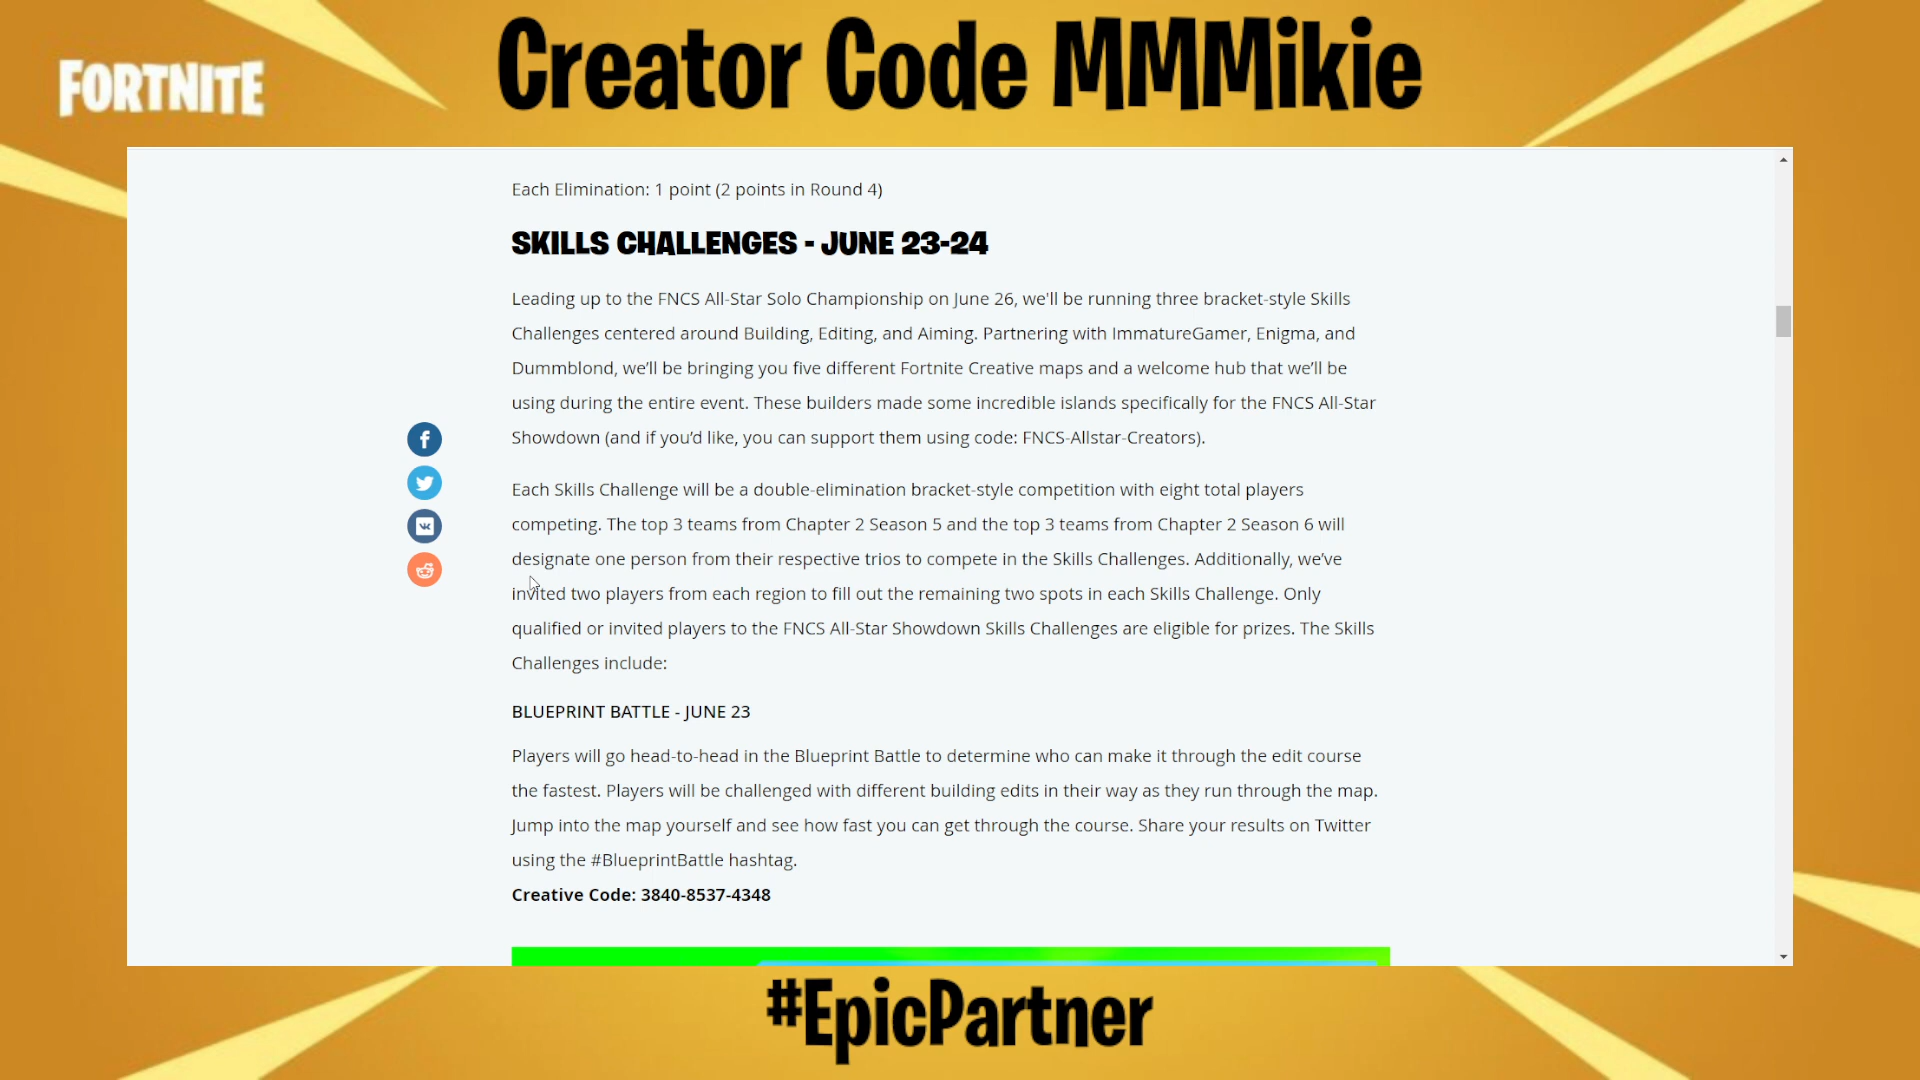 FORTNITE
Creator Code MMMikie
Each Elimination: 1 point (2 points in Round 4)
SKILLS CHALLENGES - JUNE 23-24
Leading up to the FNCS All-Star Solo Championship on June 26, we'll be running three bracket-style Skills
Challenges centered around Building, Editing, and Aiming. Partnering with ImmatureGamer, Enigma, and
Dummblond, we’ll be bringing you five different Fortnite Creative maps and a welcome hub that we’ll be
using during the entire event. These builders made some incredible islands specifically for the FNCS All-Star
Showdown (and if you’d like, you can support them using code: FNCS-Allstar-Creators).
Each Skills Challenge will be a double-elimination bracket-style competition with eight total players
competing. The top 3 teams from Chapter 2 Season 5 and the top 3 teams from Chapter 2 Season 6 will
designate one person from their respective trios to compete in the Skills Challenges. Additionally, we’ve
invited two players from each region to fill out the remaining two spots in each Skills Challenge. Only
qualified or invited players to the FNCS All-Star Showdown Skills Challenges are eligible for prizes. The Skills
Challenges include:
BLUEPRINT BATTLE - JUNE 23
Players will go head-to-head in the Blueprint Battle to determine who can make it through the edit course
the fastest. Players will be challenged with different building edits in their way as they run through the map.
Jump into the map yourself and see how fast you can get through the course. Share your results on Twitter
using the #BlueprintBattle hashtag.
Creative Code: 3840-8537-4348
#EpicPartner